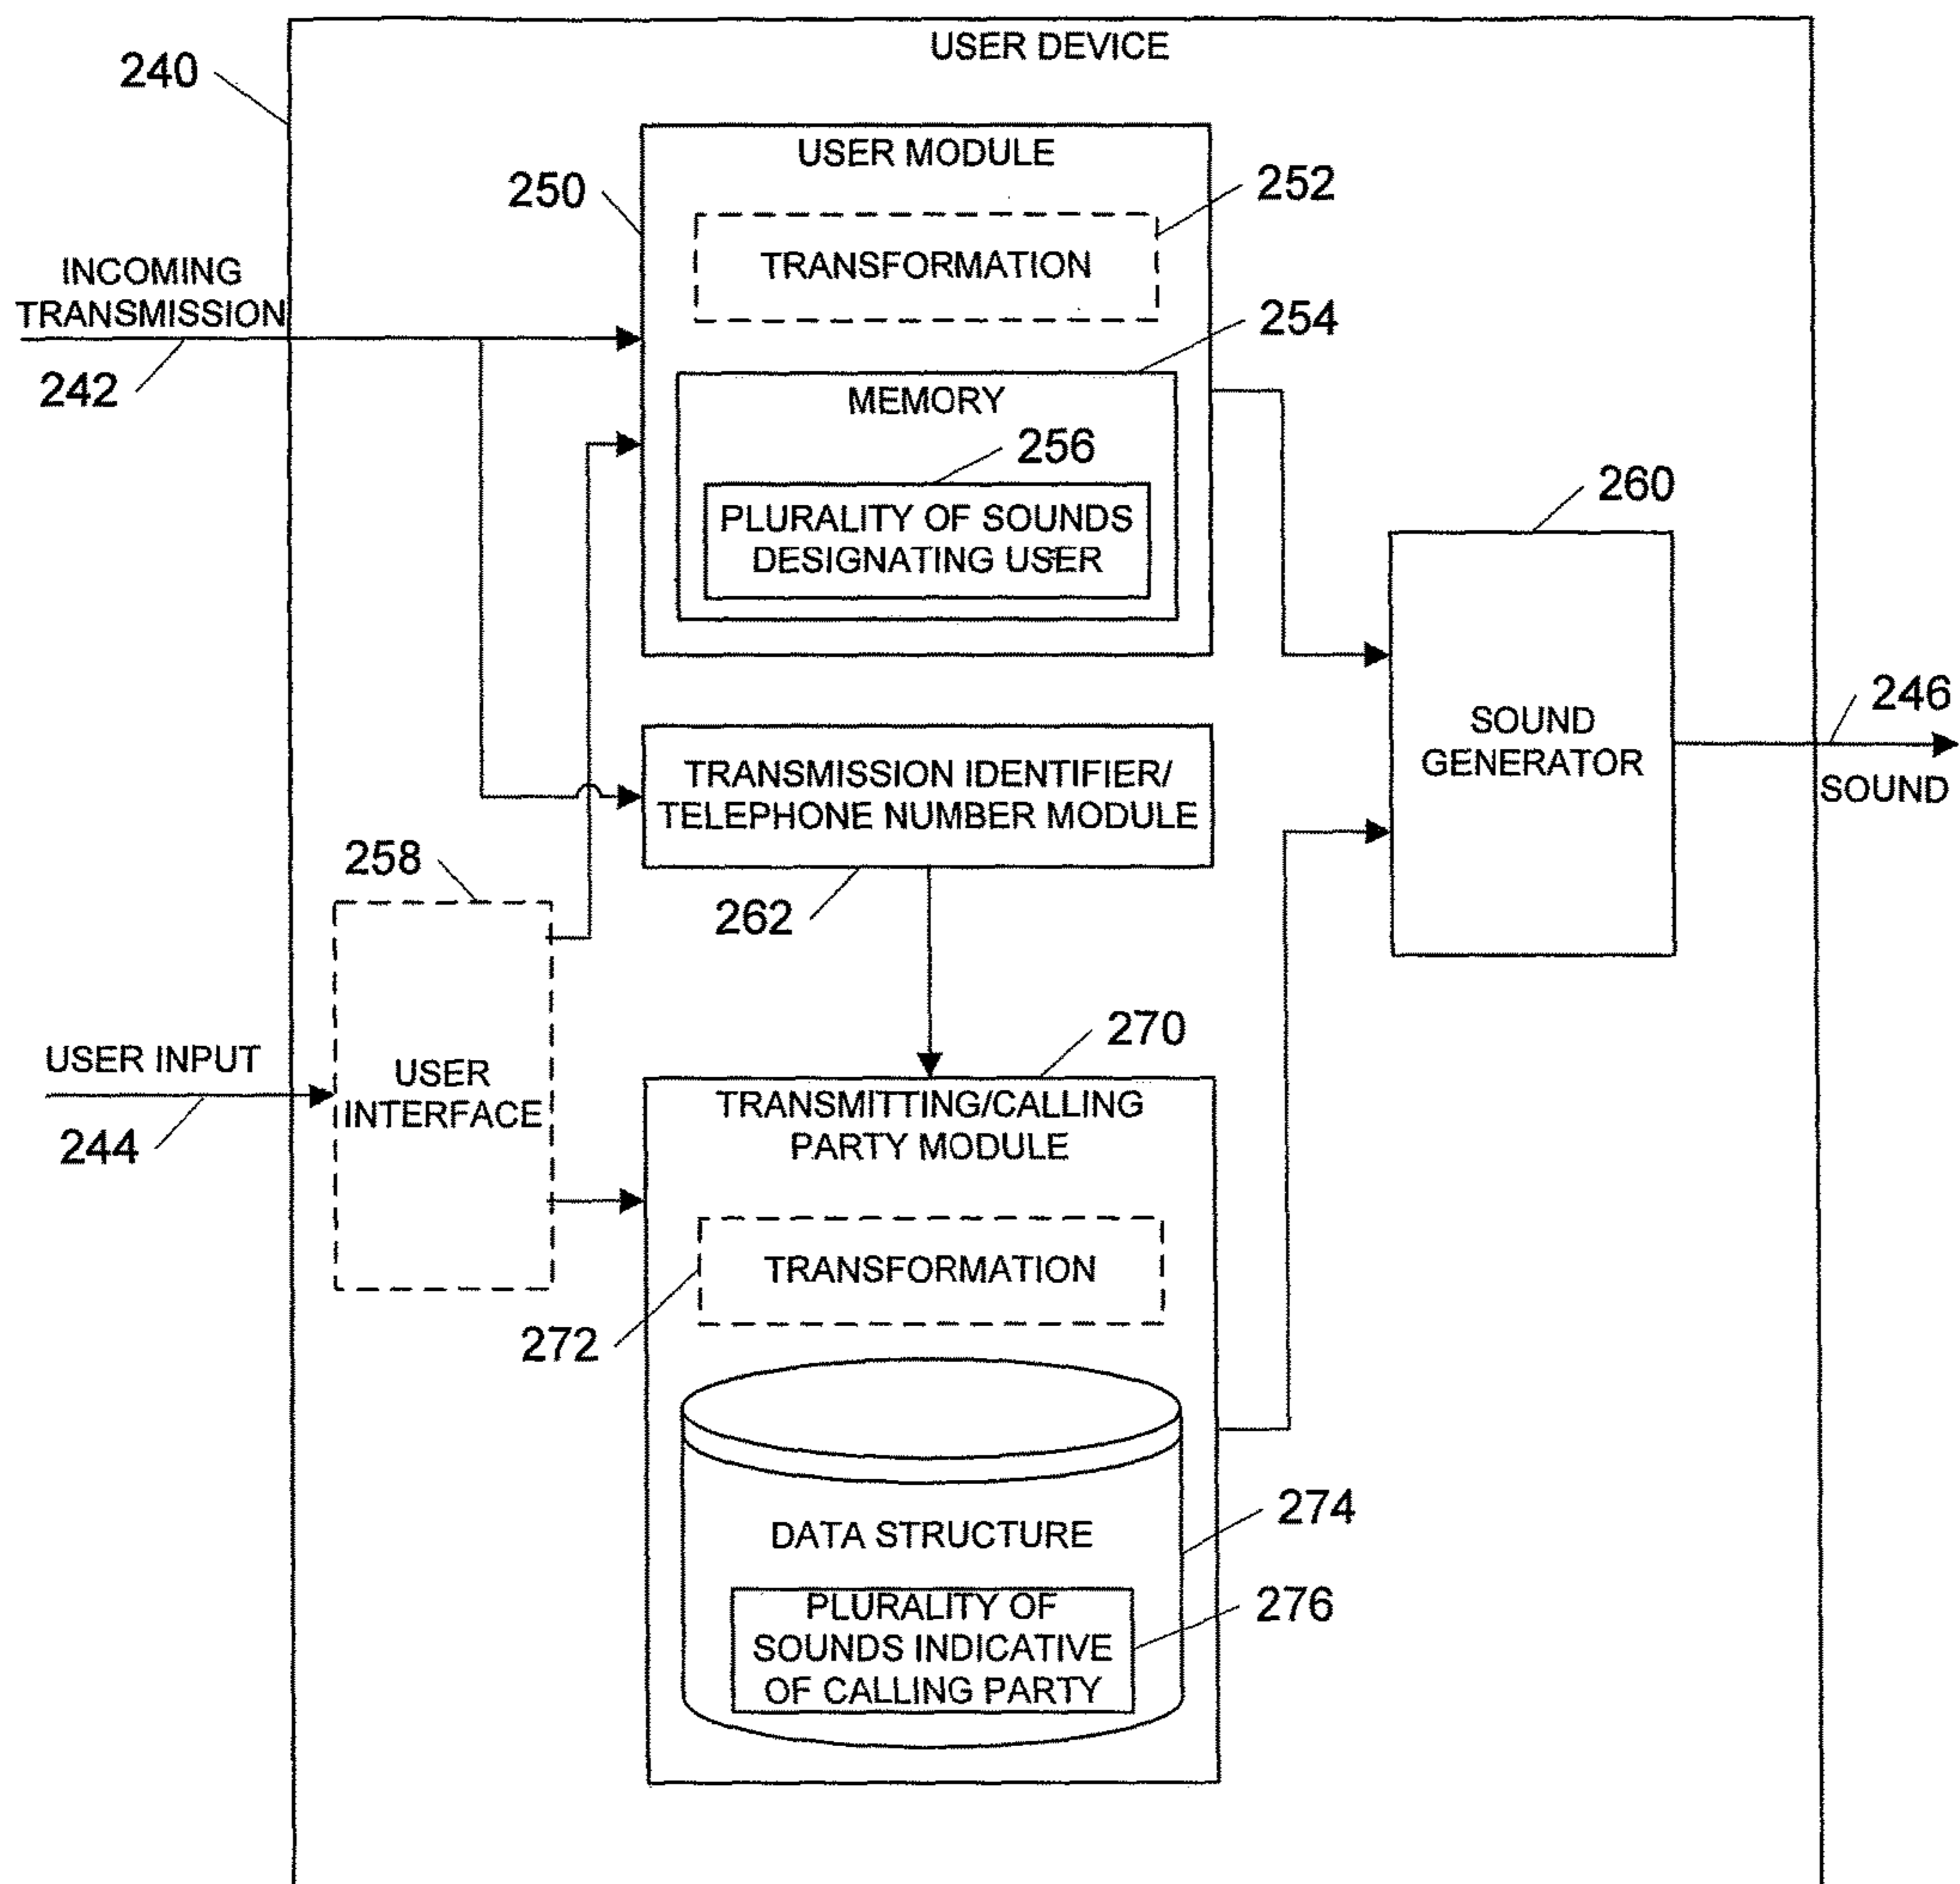 USER DEVICE
240
USER MODULE
250
252
TRANSFORMATION
INCOMING
TRANSMISSION
242
254
MEMORY
256
PLURALITY OF SOUNDS
DESIGNATING USER
260
SOUND
GENERATOR
246
SOUND
TRANSMISSION IDENTIFIER/
TELEPHONE NUMBER MODULE
262
258
USER
INTERFACE
USER INPUT
244
270
TRANSMITTING/CALLING
PARTY MODULE
TRANSFORMATION
272
DATA STRUCTURE
274
PLURALITY OF
SOUNDS INDICATIVE
OF CALLING PARTY
276